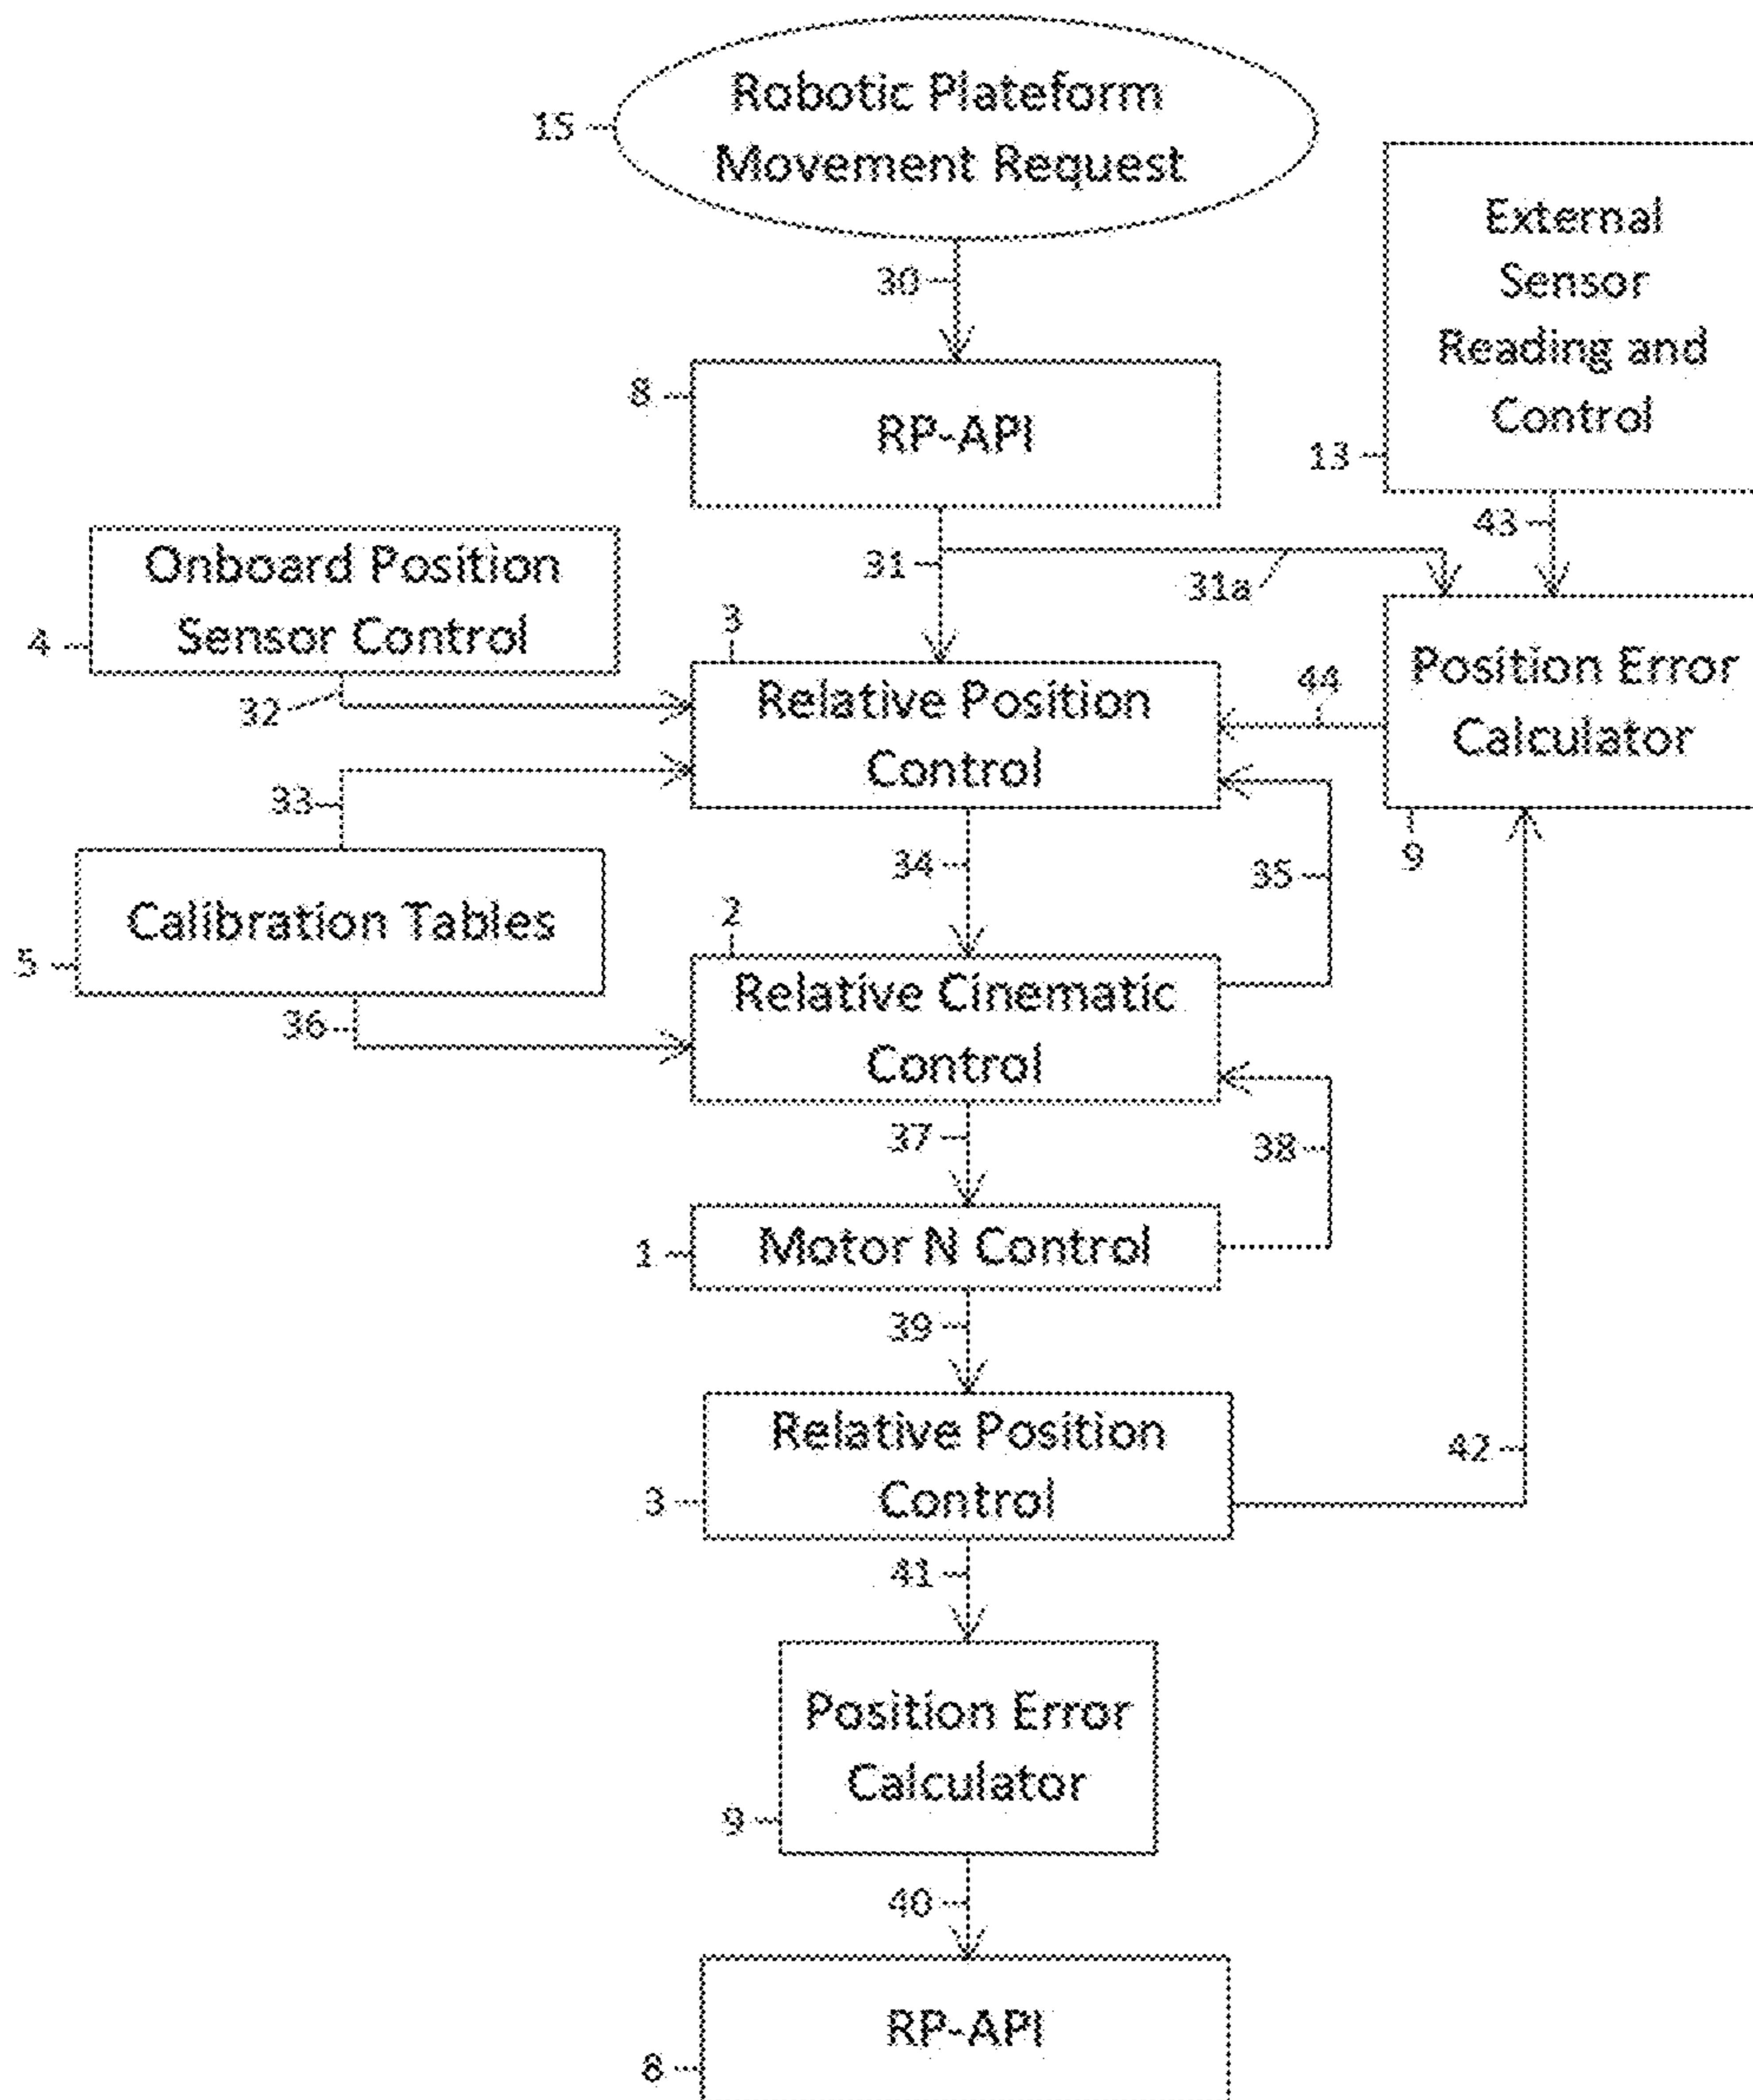 Robotic Plateform
Movement Request
15
30
External
Sensor
Reading and
Control
13
8
RP-API
43
31
31a
Onboard Position
Sensor Control
4
32
3
Relative Position
Control
44
Position Error
Calculator
9
33
34
35
Calibration Tables
5
36
2
Relative Cinematic
Control
37
38
1
Motor N Control
39
Relative Position
Control
3
42
41
Position Error
Calculator
9
40
RP-API
8